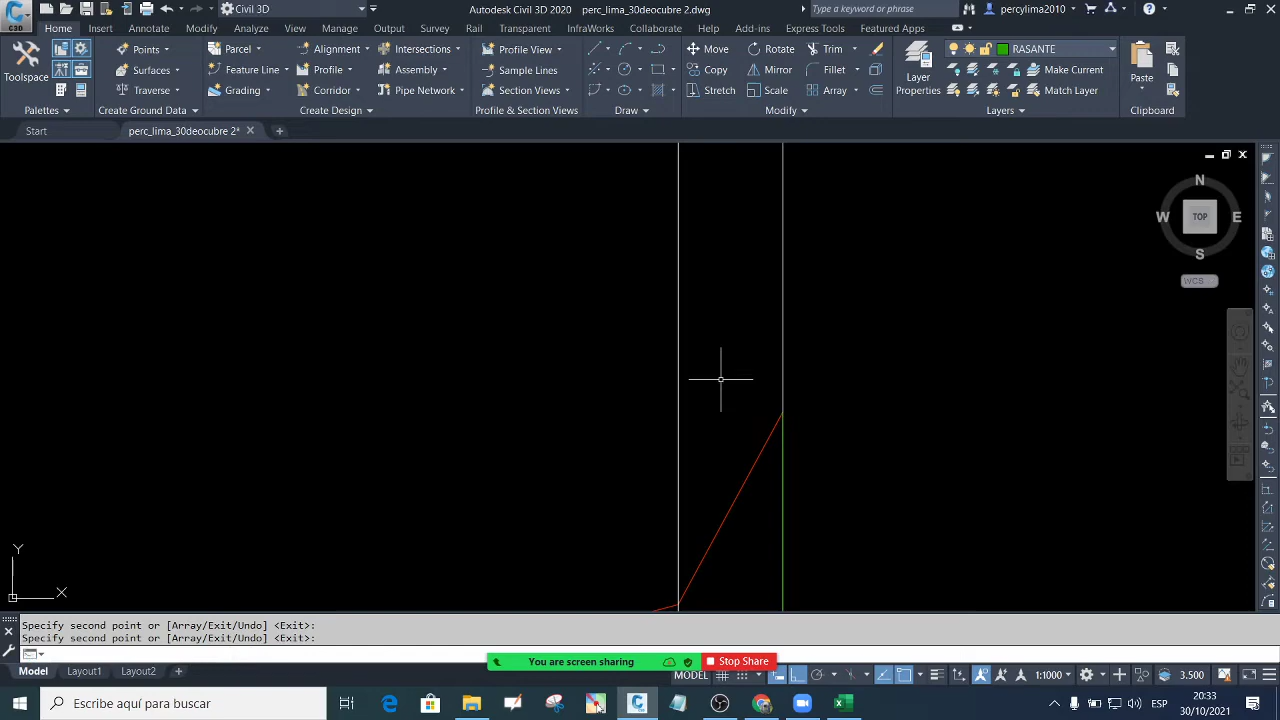 C3D
Civil 3D
Autodesk Civil 3D 2020 perc_lima_30deocubre 2.dwg
Type a keyword or phrase
percylima2010
Home Insert Annotate Modify Analyze View Manage Output Survey Rail Transparent InfraWorks Collaborate Help Add-ins Express Tools Featured Apps
Toolspace
Palettes
Points
Surfaces
Traverse
Create Ground Data
Parcel
Feature Line
Grading
Alignment
Profile
Corridor
Intersections
Assembly
Pipe Network
Create Design
Profile View
Sample Lines
Section Views
Profile & Section Views
Draw
Move
Copy
Stretch
Rotate
Mirror
Scale
Trim
Fillet
Array
Modify
Layer
Properties
RASANTE
Make Current
Match Layer
Layers
Paste
Clipboard
Start
perc_lima_30deocubre 2*
N
W TOP E
S
WCS
Y
X
Specify second point or [Array/Exit/Undo] <Exit>:
Specify second point or [Array/Exit/Undo] <Exit>:
You are screen sharing
Stop Share
Model Layout1 Layout2
MODEL
1:1000
3.500
Escribe aquí para buscar
ESP
20:33
30/10/2021